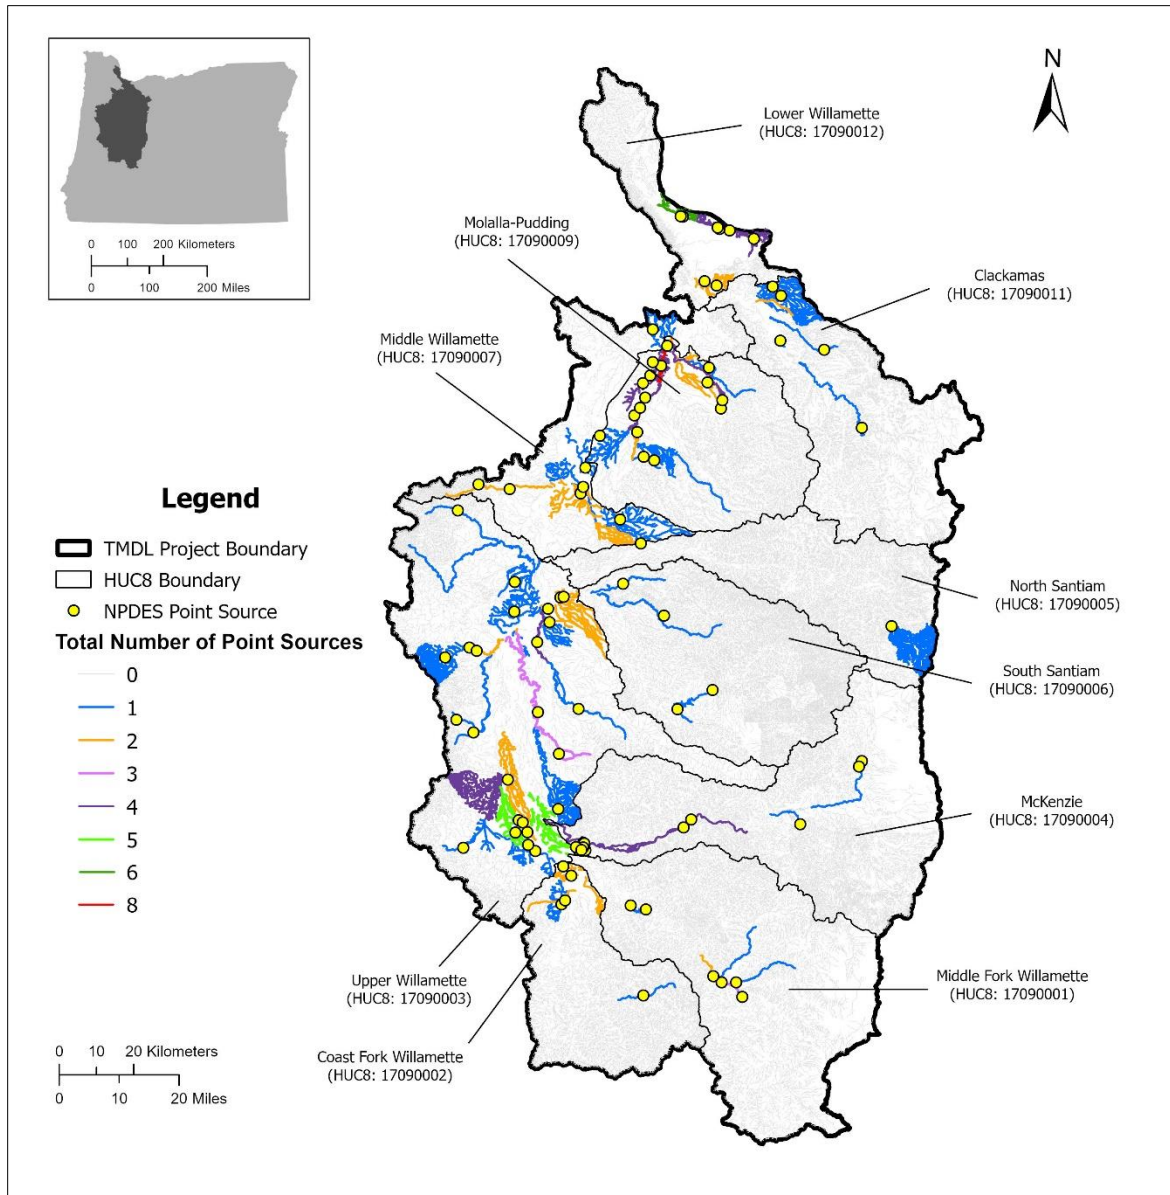 0 100 200 Kilometers
0 100 200 Miles
N
Lower Willamette
(HUC8: 17090012)
Molalla-Pudding
(HUC8: 17090009)
Clackamas
(HUC8: 17090011)
Middle Willamette
(HUC8: 17090007)
Legend
TMDL Project Boundary
HUC8 Boundary
NPDES Point Source
Total Number of Point Sources
0
1
2
3
4
5
6
8
North Santiam
(HUC8: 17090005)
South Santiam
(HUC8: 17090006)
McKenzie
(HUC8: 17090004)
Upper Willamette
(HUC8: 17090003)
Middle Fork Willamette
(HUC8: 17090001)
Coast Fork Willamette
(HUC8: 17090002)
0 10 20 Kilometers
0 10 20 Miles